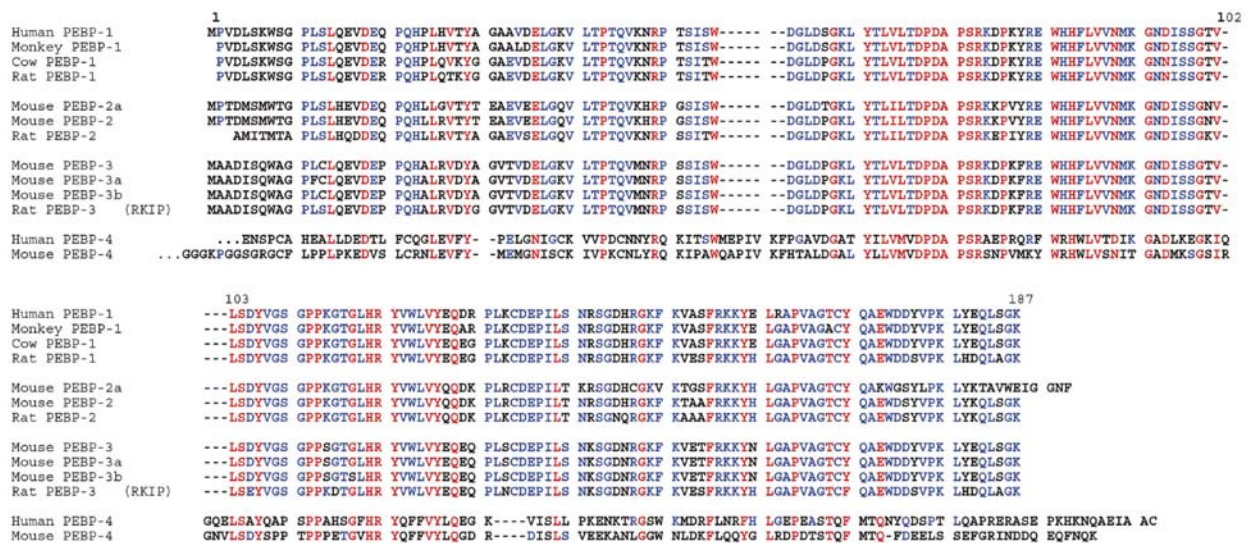 1 102
Human PEBP-1 MPVDLSKWSG PLSLQEVDEQ PQHPLHVTYA GAAVDELGKV LTPTQVKNRP TSISW----- --DGLDSGKL YTLVLTDPDA PSRKDPKYRE WHHFLVVNMK GNDISSGTV-
Monkey PEBP-1 PVDLSKWSG PLSLQEVDEQ PQHPLHVTYA GAALDELGKV LTPTQVKNRP TSISW----- --DGLDPGKL YTLVLTDPDA PSRKDPKYRE WHHFLVVNMK GNDISSGTV-
Cow PEBP-1 PVDLSKWSG PLSLQEVDER PQHPLQVKYG GAEVDELGKV LTPTQVKNRP TSITW----- --DGLDPGKL YTLVLTDPDA PSRKDPKYRE WHHFLVVNMK GNNISSGTV-
Rat PEBP-1 PVDLSKWSG PLSLQEVDER PQHPLQTKYG GAEVDELGKV LTPTQVKNRP TSITW----- --DGLDPGKL YTLVLTDPDA PSRKDPKYRE WHHFLVVNMK GNNISSGTV-
Mouse PEBP-2a MPTDMSMWTG PLSLHEVDEQ PQHLLGVTYT EAEVEELGQV LTPTQVKHRP GSISW----- --DGLDTGKL YTLILTDPDA PSRKKPVYRE WHHFLVVNMK GNDISSGNV-
Mouse PEBP-2 MPTDMSMWTG PLSLHEVDEQ PQHLLRVTYT EAEVEELGQV LTPTQVKHRP GSISW----- --DGLDPGKL YTLILTDPDA PSRKKPVYRE WHHFLVVNMK GNDISSGNV-
Rat PEBP-2 AMITMTA PLSLHQDDEQ PQHLLRVTYA GAEVSELGQV LTPTQVKNRP SSITW----- --DGLDPGKL YTLILTDPDA PSRKEPIYRE WHHFLVVNMK GNDISSGKV-
Mouse PEBP-3 MAADISQWAG PLCLQEVDEP PQHALRVDYA GVTVDELGKV LTPTQVMNRP SSISW----- --DGLDPGKL YTLVLTDPDA PSRKDPKFRE WHHFLVVNMK GNDISSGTV-
Mouse PEBP-3a MAADISQWAG PFCLQEVDEP PQHALRVDYA GVTVDELGKV LTPTQVMNRP SSISW----- --DGLDPGKL YTLVLTDPDA PSRKDPKFRE WHHFLVVNMK GNDISSGTV-
Mouse PEBP-3b MAADISQWAG PLSLQEVDEP PQHALRVDYA GVTVDELGKV LTPTQVMNRP SSISW----- --DGLDPGKL YTLVLTDPDA PSRKDPKFRE WHHFLVVNMK GNDISSGTV-
Rat PEBP-3 (RKIP) MAADISQWAG PLSLQEVDEP PQHALRVDYG GVTVDELGKV LTPTQVMNRP SSISW----- --DGLDPGKL YTLVLTDPDA PSRKDPKFRE WHHFLVVNMK GNDISSGTV-
Human PEBP-4 ...ENSPCA HEALLDEDTL FCQGLEVFY- -PELGNIGCK VVPDCNNYRQ KITSWMEPIV KFPGAVDGAT YILVMVDPDA PSRAEPRQRF WRHWLVTDIK GADLKEGKIQ
Mouse PEBP-4 ...GGGKPGGSGRGCF LPPLPKEDVS LCRNLEVFY- -MEMGNISCK IVPKCNLYRQ KIPAWQAPIV KFHTALDGAL YLLVMVDPDA PSRSNPVMKY WRHWLVSNIT GADMKSGSIR
103 187
Human PEBP-1 ---LSDYVGS GPPKGTGLHR YVWLVYEQDR PLKCDEPILS NRSGDHRGKF KVASFRKKYE LRAPVAGTCY QAEWDDYVPK LYEQLSGK
Monkey PEBP-1 ---LSDYVGS GPPKGTGLHR YVWLVYEQAR PLKCDEPILS NRSGDHRGKF KVASFRKKYE LGAPVAGACY QAEWDDYVPK LYEQLSGK
Cow PEBP-1 ---LSDYVGS GPPKGTGLHR YVWLVYEQEG PLKCDEPILS NRSGDHRGKF KVASFRKKYE LGAPVAGTCY QAEWDDYVPK LYEQLSGK
Rat PEBP-1 ---LSDYVGS GPPKGTGLHR YVWLVYEQEG PLKCDEPILS NRSGDHRGKF KVESFRKKYH LGAPVAGTCY QAEWDDSVPK LHDQLAGK
Mouse PEBP-2a ---LSDYVGS GPPKGTGLHR YVWLVYQQDK PLRCDEPILT KRSGDHCGKV KTGSFRKKYH LGAPVAGTCY QAKWGSYLPK LYKTAVWEIG GNF
Mouse PEBP-2 ---LSDYVGS GPPKGTGLHR YVWLVYQQDK PLRCDEPILT NRSGDHRGKF KTAAFRKKYH LGAPVAGTCY QAEWDSYVPK LYKQLSGK
Rat PEBP-2 ---LSDYVGS GPPKGTGLHR YVWLVYQQDK PLRCDEPILT NRSGNQRGKF KAAAFRKKYH LGAPVAGTCY QAEWDSYVPK LYKQLSGK
Mouse PEBP-3 ---LSDYVGS GPPSGTGLHR YVWLVYEQEQ PLSCDEPILS NKSGDNRGKF KVETFRKKYN LGAPVAGTCY QAEWDDYVPK LYEQLSGK
Mouse PEBP-3a ---LSDYVGS GPPSGTGLHR YVWLVYEQEQ PLSCDEPILS NKSGDNRGKF KVETFRKKYN LGAPVAGTCY QAEWDDYVPK LYEQLSGK
Mouse PEBP-3b ---LSDYVGS GPPSGTSLHR YVWLVYEQEQ PLSCDEPILS NKSGDNRGKF KVETFRKKYN LGAPVAGTCY QAEWDDYVPK LYEQLSGK
Rat PEBP-3 (RKIP) ---LSEYVGS GPPKDTGLHR YVWLVYEQEQ PLNCDEPILS NKSGDNRGKF KVESFRKKYH LGAPVAGTCF QAEWDDSVPK LHDQLAGK
Human PEBP-4 GQELSAYQAP SPPAHSGFHR YQFFVYLQEG K----VISLL PKENKTRGSW KMDRFLNRFH LGEPEASTQF MTQNYQDSPT LQAPRERASE PKHKNQAEIA AC
Mouse PEBP-4 GNVLSDYSPP TPPPETGVHR YQFFVYLQGD R----DISLS VEEKANLGGW NLDKFLQQYG LRDPDTSTQF MTQ-FDEELS SEFGRINDDQ EQFNQK